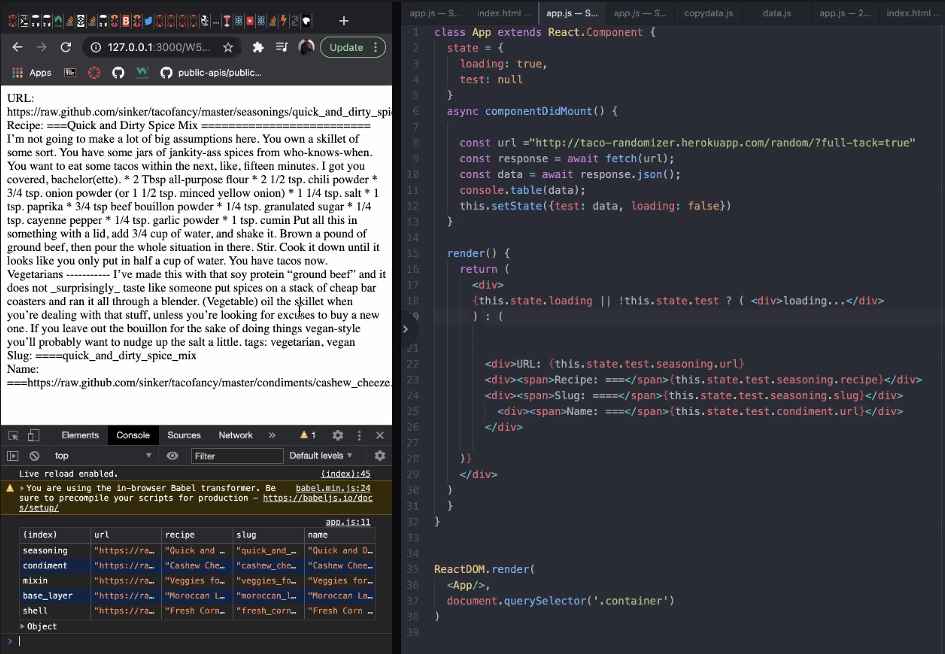 Update
127.0.0.1:3000/W5...
Apps
public-apis/public...
URL:
https://raw.github.com/sinker/tacofancy/master/seasonings/quick_and_dirty_spi
Recipe: ===Quick and Dirty Spice Mix =========================
I'm not going to make a lot of big assumptions here. You own a skillet of
some sort. You have some jars of jankity-ass spices from who-knows-when.
You want to eat some tacos within the next, like, fifteen minutes. I got you
covered, bachelor(ette). * 2 Tbsp all-purpose flour * 2 1/2 tsp. chili powder *
3/4 tsp. onion powder (or 1 1/2 tsp. minced yellow onion) * 1 1/4 tsp. salt * 1
tsp. paprika * 3/4 tsp beef bouillon powder * 1/4 tsp. granulated sugar * 1/4
tsp. cayenne pepper * 1/4 tsp. garlic powder * 1 tsp. cumin Put all this in
something with a lid, add 3/4 cup of water, and shake it. Brown a pound of
ground beef, then pour the whole situation in there. Stir. Cook it down until it
looks like you only put in half a cup of water. You have tacos now.
Vegetarians ----------- I've made this with that soy protein “ground beef” and it
does not _surprisingly_ taste like someone put spices on a stack of cheap bar
coasters and ran it all through a blender. (Vegetable) oil the skillet when
you're dealing with that stuff, unless you're looking for excuses to buy a new
one. If you leave out the bouillon for the sake of doing things vegan-style
you'll probably want to nudge up the salt a little. tags: vegetarian, vegan
Slug: ====quick_and_dirty_spice_mix
Name:
===https://raw.github.com/sinker/tacofancy/master/condiments/cashew_cheeze.
Elements Console Sources Network » 1
top Filter Default levels
Live reload enabled. (index):45
You are using the in-browser Babel transformer. Be babel.min.js:24
sure to precompile your scripts for production - https://babeljs.io/doc
s/setup/
app.js:11
(index) url recipe slug name
seasoning "https://ra… "Quick and … "quick_and_… "Quick and D…
condiment "https://ra… "Cashew Chee… "cashew_che… "Cashew Chee…
mixin "https://ra… "Veggies fo… "veggies_fo… "Veggies for…
base_layer "https://ra… "Moroccan L… "moroccan_l… "Moroccan L…
shell "https://ra… "Fresh Corn… "fresh_corn… "Fresh Corn …
Object
app.js — S... index.html ... app.js — S... app.js — S... copydata.js data.js app.js — 2... index.html ...
1 class App extends React.Component {
2 state = {
3 loading: true,
4 test: null
5 }
6 async componentDidMount() {
7
8 const url ="http://taco-randomizer.herokuapp.com/random/?full-tack=true"
9 const response = await fetch(url);
10 const data = await response.json();
11 console.table(data);
12 this.setState({test: data, loading: false})
13 }
14
15 render() {
16 return (
17 <div>
18 {this.state.loading || !this.state.test ? ( <div>loading...</div>
9 ) : (
21
22 <div>URL: {this.state.test.seasoning.url}
23 <div><span>Recipe: ===</span>{this.state.test.seasoning.recipe}</div>
24 <div><span>Slug: ====</span>{this.state.test.seasoning.slug}</div>
25 <div><span>Name: ===</span>{this.state.test.condiment.url}</div>
26 </div>
27
28 )}
29 </div>
30 )
31 }
32 }
33
34
35 ReactDOM.render(
36 <App/>,
37 document.querySelector('.container')
38 )
39